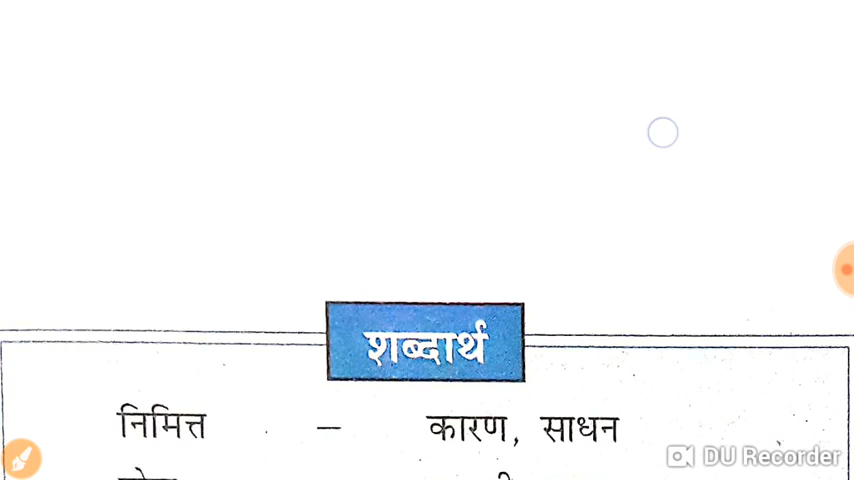 शब्दार्थ
निमित्त – कारण, साधन
DU Recorder